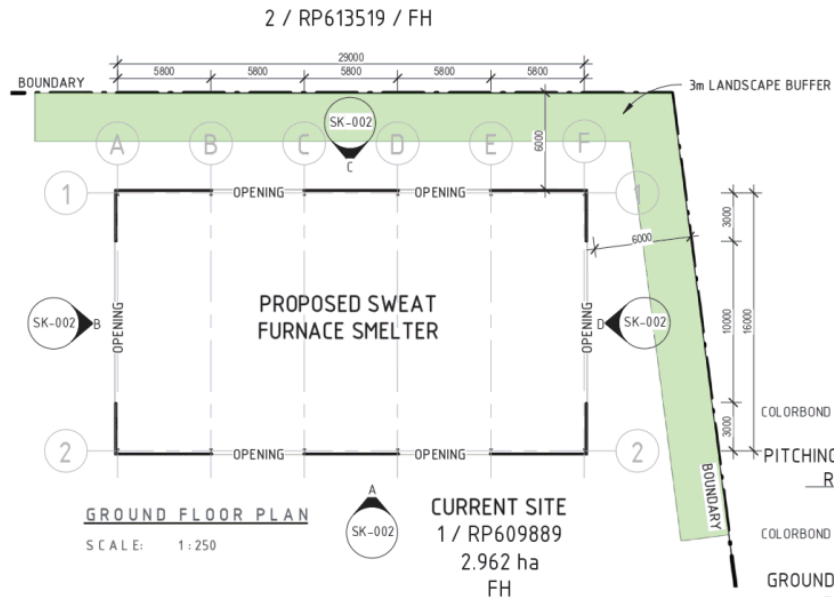 2 / RP613519 / FH
29000
5800 5800 5800 5800 5800
BOUNDARY
3m LANDSCAPE BUFFER
SK-002
C
A B C D E F
6000
1 OPENING OPENING 1
3000
6000
PROPOSED SWEAT
FURNACE SMELTER
SK-002 B
OPENING
OPENING
D SK-002
10000
16000
3000
COLORBOND
2 OPENING OPENING 2
PITCHING
R
BOUNDARY
GROUND FLOOR PLAN
SCALE: 1:250
A
SK-002
CURRENT SITE
1 / RP609889
2.962 ha
FH
COLORBOND
GROUND